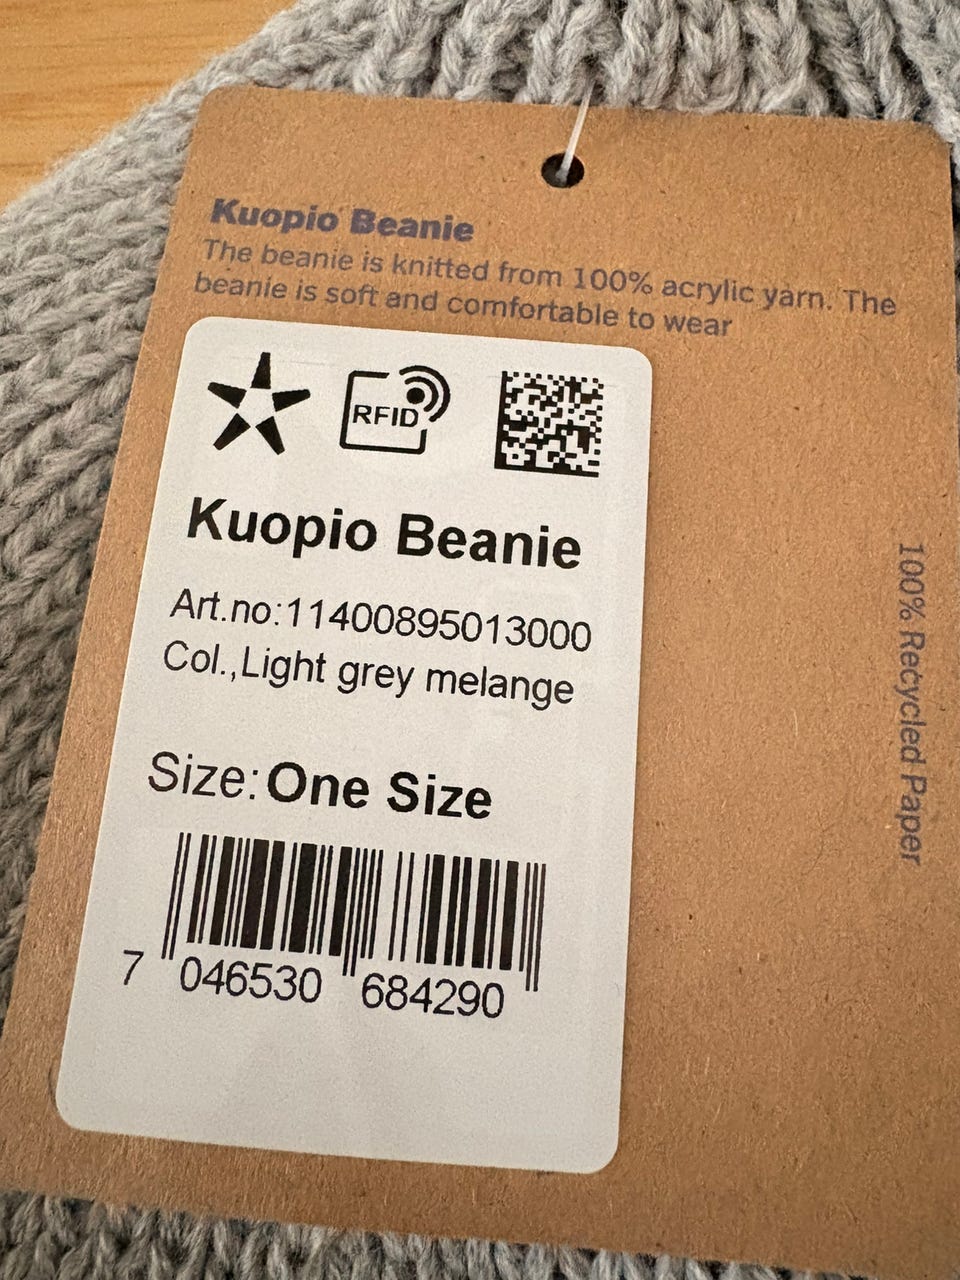 Kuopio Beanie
The beanie is knitted from 100% acrylic yarn. The
beanie is soft and comfortable to wear
RFID
Kuopio Beanie
Art.no:11400895013000
Col.,Light grey melange
Size:One Size
7 046530 684290
100% Recycled Paper